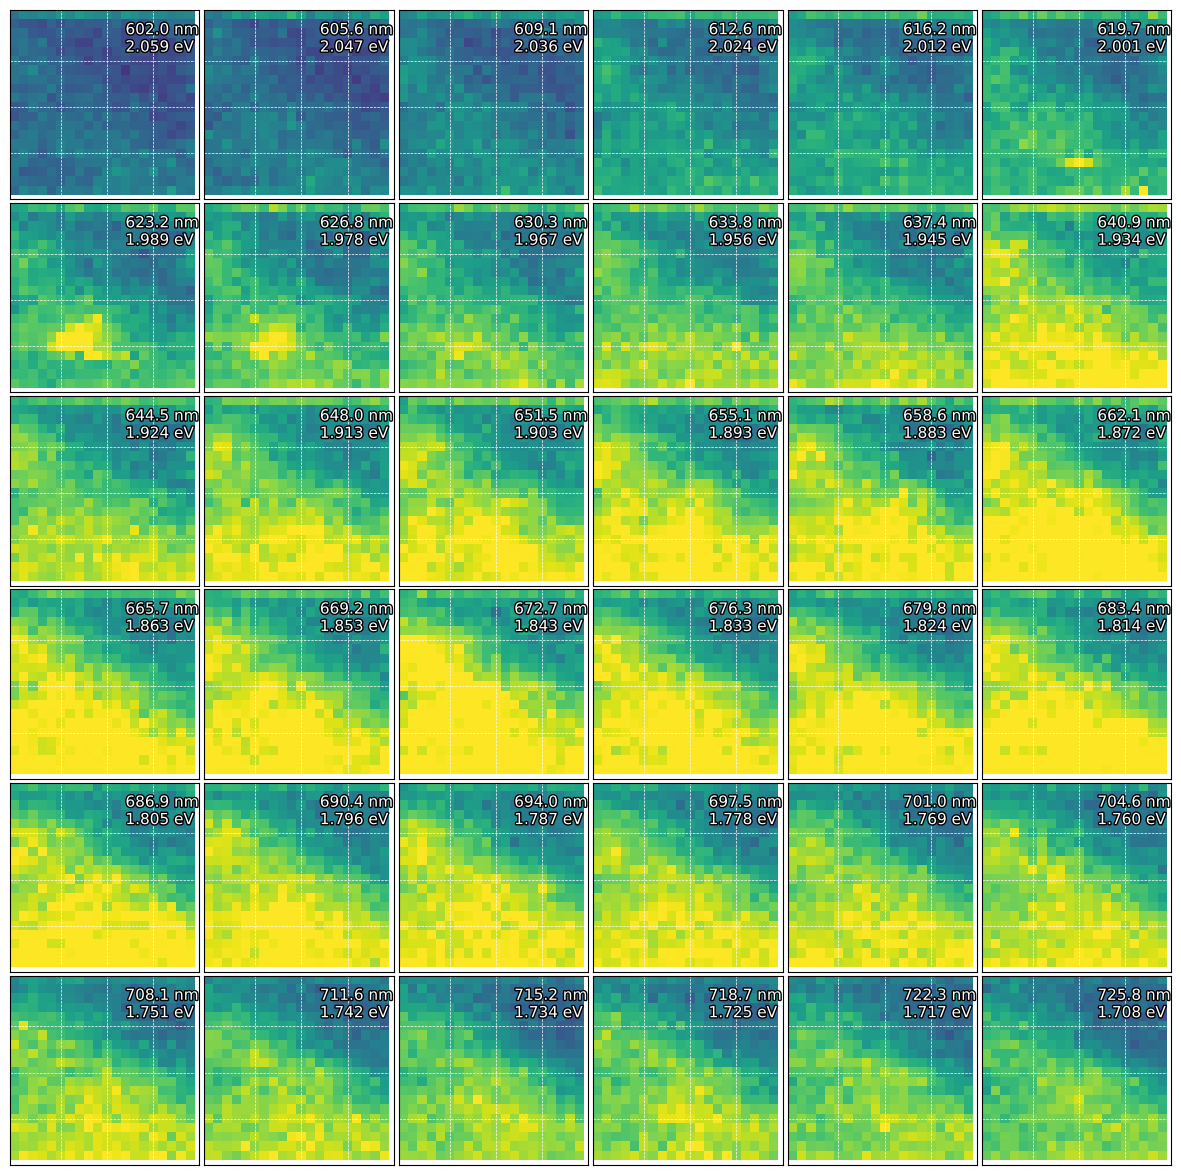 602.0 nm
2.059 eV
605.6 nm
2.047 eV
609.1 nm
2.036 eV
612.6 nm
2.024 eV
616.2 nm
2.012 eV
619.7 nm
2.001 eV
623.2 nm
1.989 eV
626.8 nm
1.978 eV
630.3 nm
1.967 eV
633.8 nm
1.956 eV
637.4 nm
1.945 eV
640.9 nm
1.934 eV
644.5 nm
1.924 eV
648.0 nm
1.913 eV
651.5 nm
1.903 eV
655.1 nm
1.893 eV
658.6 nm
1.883 eV
662.1 nm
1.872 eV
665.7 nm
1.863 eV
669.2 nm
1.853 eV
672.7 nm
1.843 eV
676.3 nm
1.833 eV
679.8 nm
1.824 eV
683.4 nm
1.814 eV
686.9 nm
1.805 eV
690.4 nm
1.796 eV
694.0 nm
1.787 eV
697.5 nm
1.778 eV
701.0 nm
1.769 eV
704.6 nm
1.760 eV
708.1 nm
1.751 eV
711.6 nm
1.742 eV
715.2 nm
1.734 eV
718.7 nm
1.725 eV
722.3 nm
1.717 eV
725.8 nm
1.708 eV